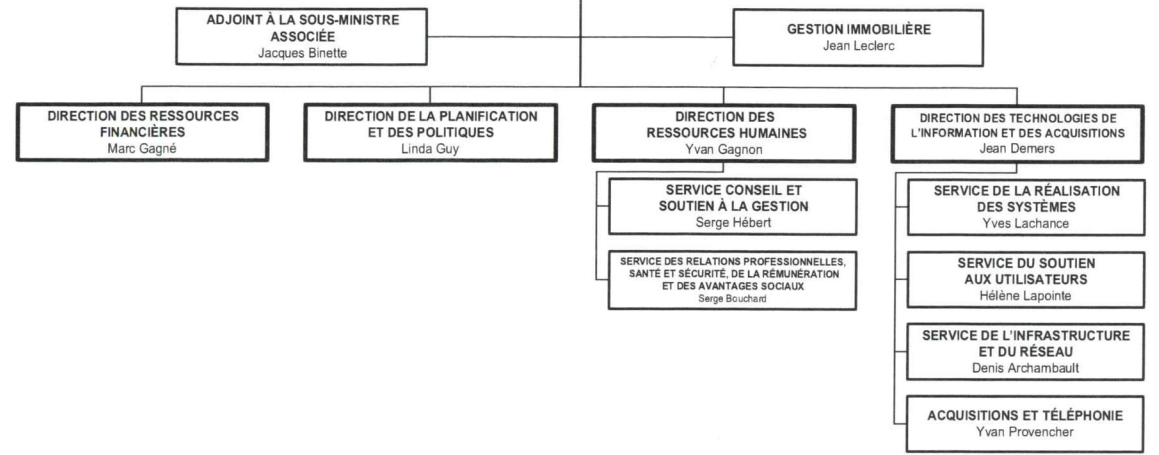 ADJOINT À LA SOUS-MINISTRE
ASSOCIÉE
Jacques Binette
GESTION IMMOBILIÈRE
Jean Leclerc
DIRECTION DES RESSOURCES
FINANCIÈRES
Marc Gagné
DIRECTION DE LA PLANIFICATION
ET DES POLITIQUES
Linda Guy
DIRECTION DES
RESSOURCES HUMAINES
Yvan Gagnon
DIRECTION DES TECHNOLOGIES DE
L'INFORMATION ET DES ACQUISITIONS
Jean Demers
SERVICE CONSEIL ET
SOUTIEN À LA GESTION
Serge Hébert
SERVICE DES RELATIONS PROFESSIONNELLES,
SANTÉ ET SÉCURITÉ, DE LA RÉMUNÉRATION
ET DES AVANTAGES SOCIAUX
Serge Bouchard
SERVICE DE LA RÉALISATION
DES SYSTÈMES
Yves Lachance
SERVICE DU SOUTIEN
AUX UTILISATEURS
Hélène Lapointe
SERVICE DE L'INFRASTRUCTURE
ET DU RÉSEAU
Denis Archambault
ACQUISITIONS ET TÉLÉPHONIE
Yvan Provencher